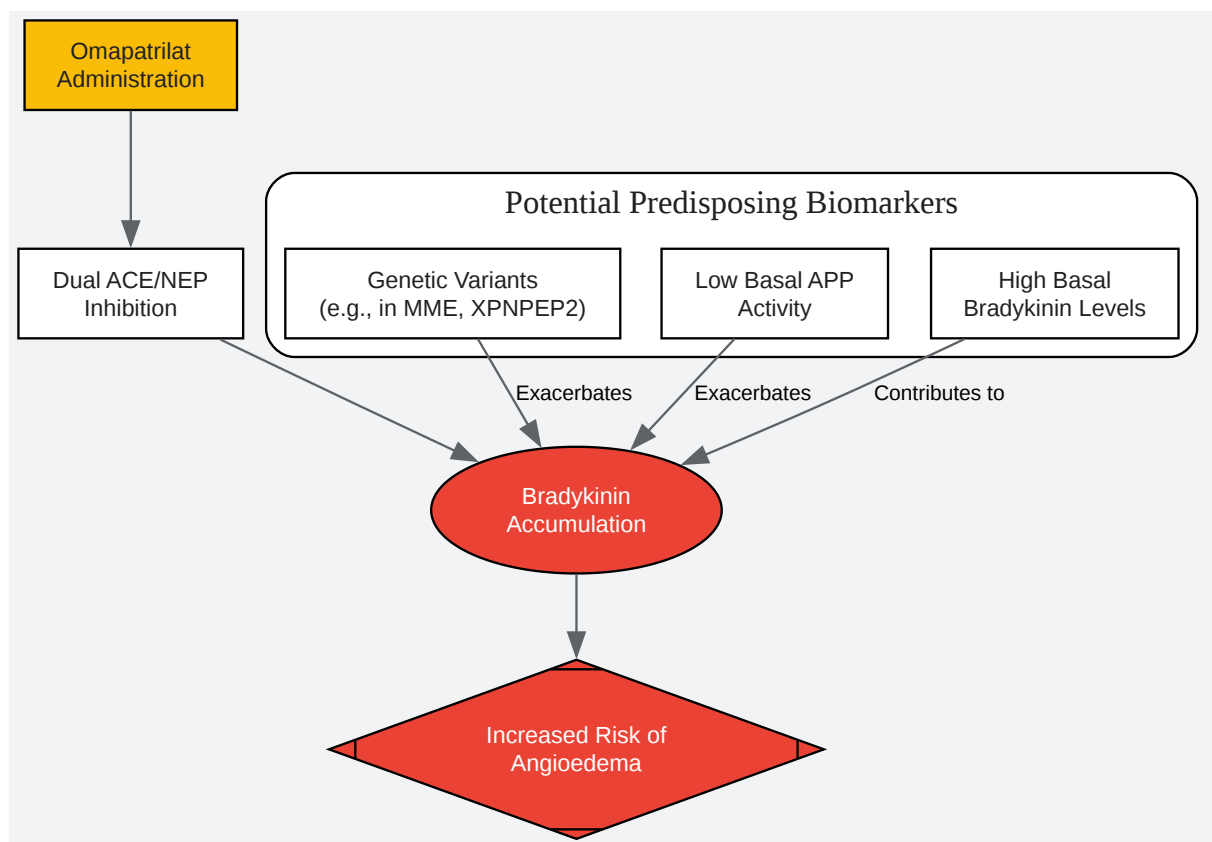 Omapatrilat
Administration
Potential Predisposing Biomarkers
Dual ACE/NEP
Inhibition
Genetic Variants
(e.g., in MME, XPNPEP2)
Low Basal APP
Activity
High Basal
Bradykinin Levels
Exacerbates
Exacerbates
Contributes to
Bradykinin
Accumulation
Increased Risk of
Angioedema